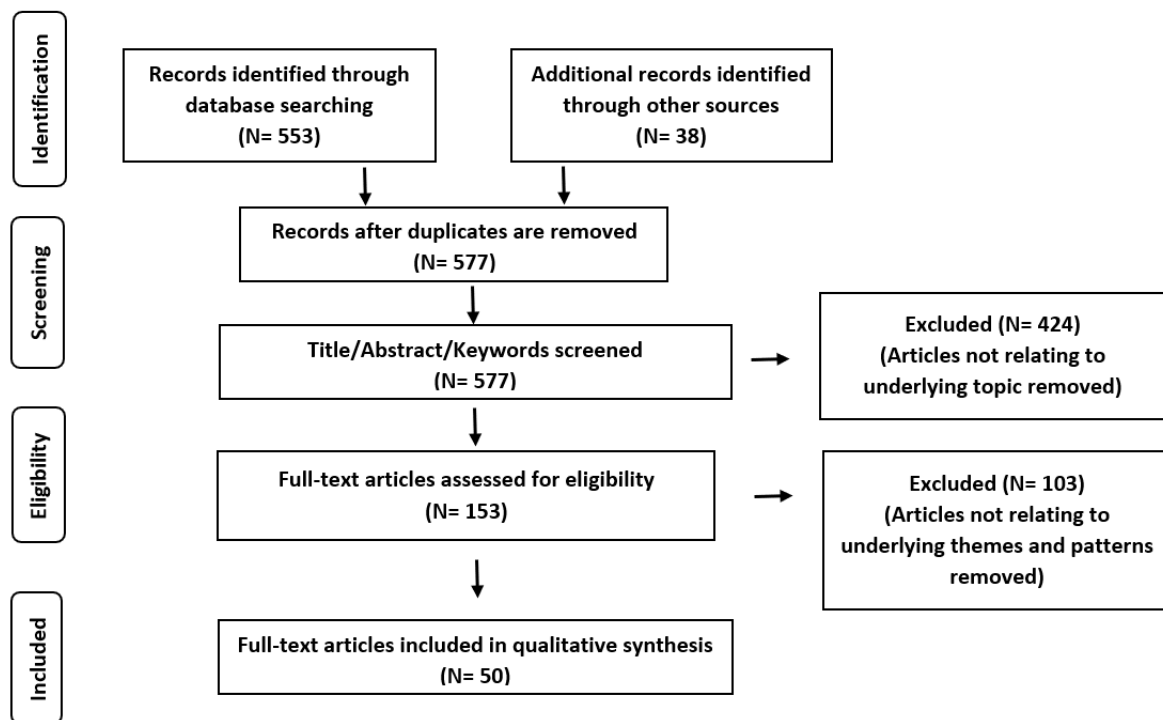 Identification
Records identified through
database searching
(N= 553)
Additional records identified
through other sources
(N= 38)
Screening
Records after duplicates are removed
(N= 577)
Title/Abstract/Keywords screened
(N= 577)
Excluded (N= 424)
(Articles not relating to
underlying topic removed)
Eligibility
Full-text articles assessed for eligibility
(N= 153)
Excluded (N= 103)
(Articles not relating to
underlying themes and patterns
removed)
Included
Full-text articles included in qualitative synthesis
(N= 50)